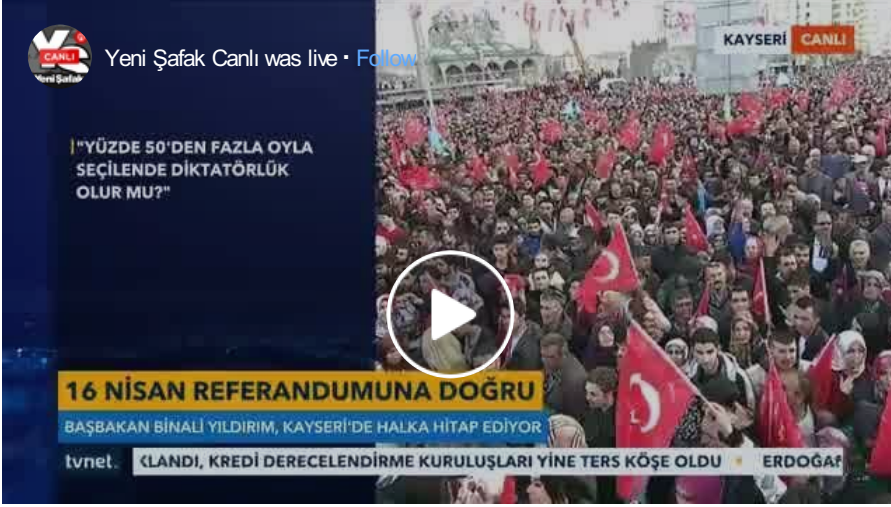 CANLI
Yeni Şafak
Yeni Şafak Canlı was live · Follow
KAYSERİ CANLI
"YÜZDE 50'DEN FAZLA OYLA
SEÇİLENDE DİKTATÖRLÜK
OLUR MU?"
16 NİSAN REFERANDUMUNA DOĞRU
BAŞBAKAN BİNALİ YILDIRIM, KAYSERİ'DE HALKA HİTAP EDİYOR
tvnet. KLANDI, KREDİ DERECELENDİRME KURULUŞLARI YİNE TERS KÖŞE OLDU ERDOĞA